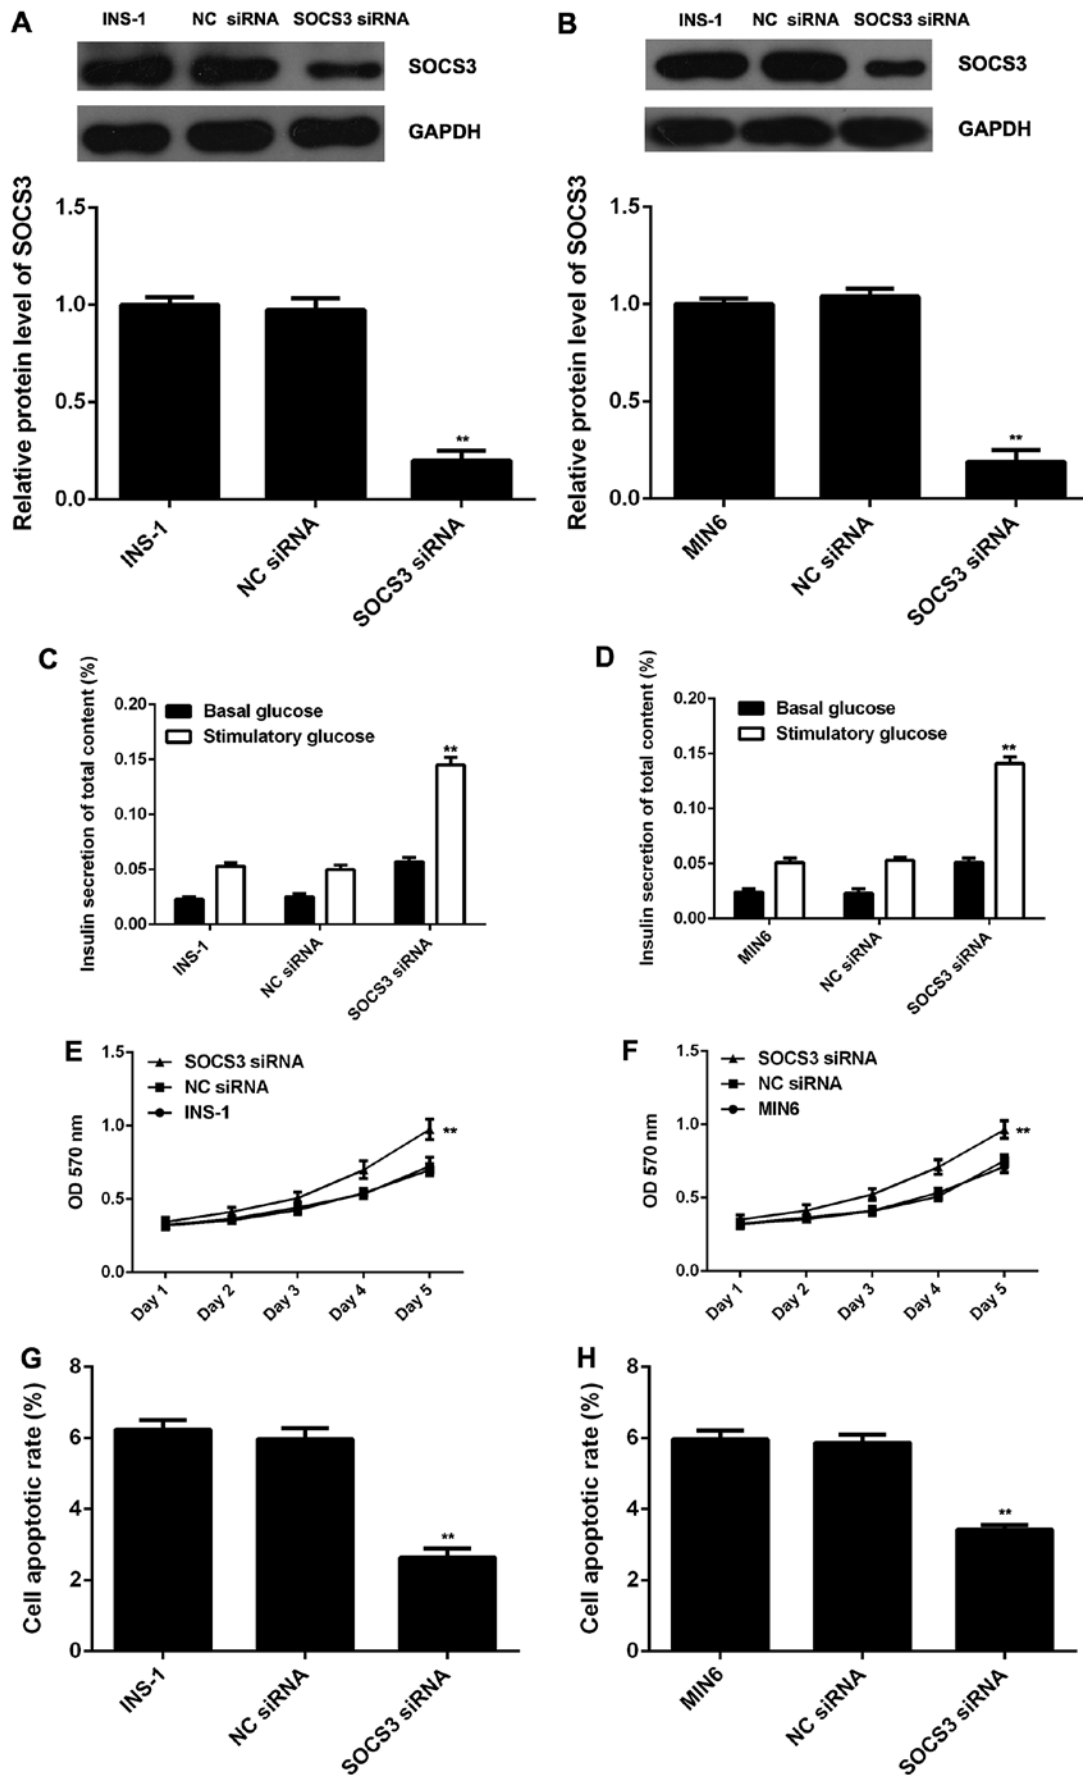 A
INS-1 NC siRNA SOCS3 siRNA
SOCS3
GAPDH
Relative protein level of SOCS3
1.5
1.0
0.5
0.0
**
INS-1
NC siRNA
SOCS3 siRNA
B
INS-1 NC siRNA SOCS3 siRNA
SOCS3
GAPDH
Relative protein level of SOCS3
1.5
1.0
0.5
0.0
**
MIN6
NC siRNA
SOCS3 siRNA
C
Insulin secretion of total content (%)
0.20
0.15
0.10
0.05
0.00
Basal glucose
Stimulatory glucose
**
INS-1
NC siRNA
SOCS3 siRNA
D
Insulin secretion of total content (%)
0.20
0.15
0.10
0.05
0.00
Basal glucose
Stimulatory glucose
**
MIN6
NC siRNA
SOCS3 siRNA
E
OD 570 nm
1.5
1.0
0.5
0.0
SOCS3 siRNA
NC siRNA
INS-1
**
Day 1
Day 2
Day 3
Day 4
Day 5
F
OD 570 nm
1.5
1.0
0.5
0.0
SOCS3 siRNA
NC siRNA
MIN6
**
Day 1
Day 2
Day 3
Day 4
Day 5
G
Cell apoptotic rate (%)
8
6
4
2
0
**
INS-1
NC siRNA
SOCS3 siRNA
H
Cell apoptotic rate (%)
8
6
4
2
0
**
MIN6
NC siRNA
SOCS3 siRNA